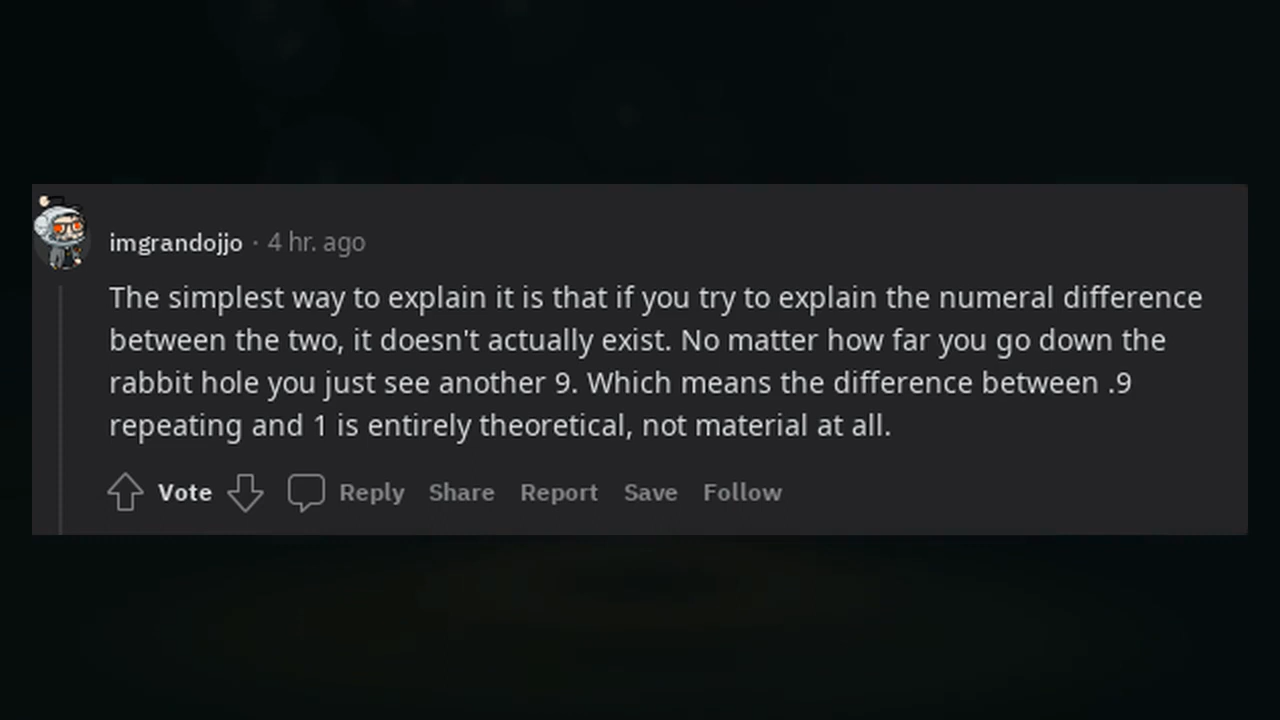 imgrandojjo · 4 hr. ago
The simplest way to explain it is that if you try to explain the numeral difference
between the two, it doesn't actually exist. No matter how far you go down the
rabbit hole you just see another 9. Which means the difference between .9
repeating and 1 is entirely theoretical, not material at all.
Vote Reply Share Report Save Follow